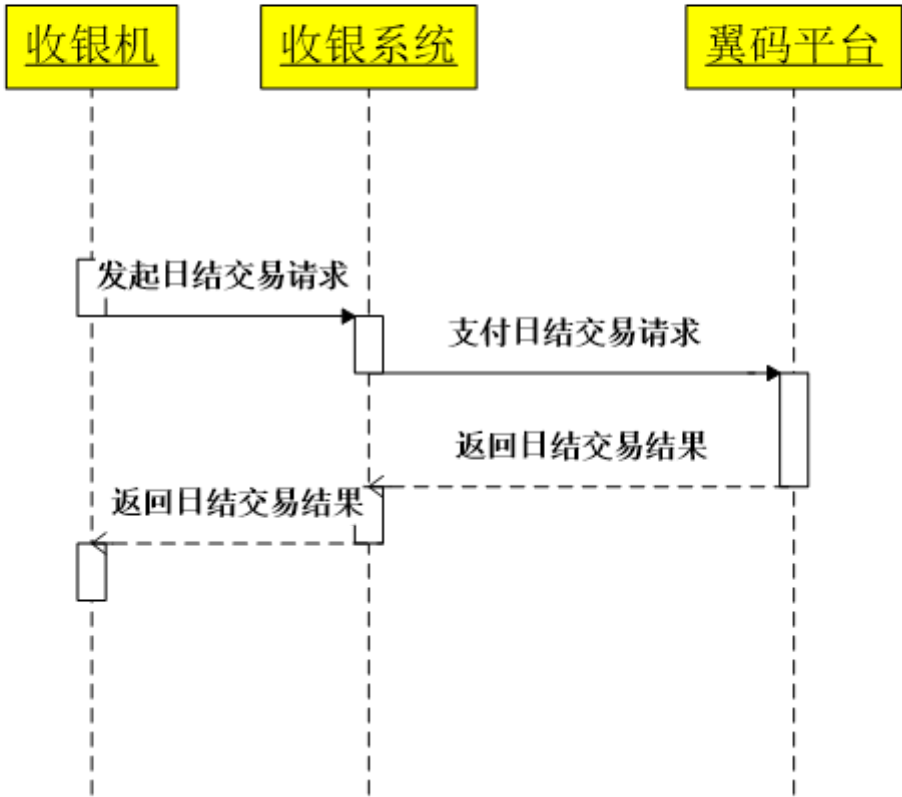 收银机
收银系统
翼码平台
发起日结交易请求
支付日结交易请求
返回日结交易结果
返回日结交易结果